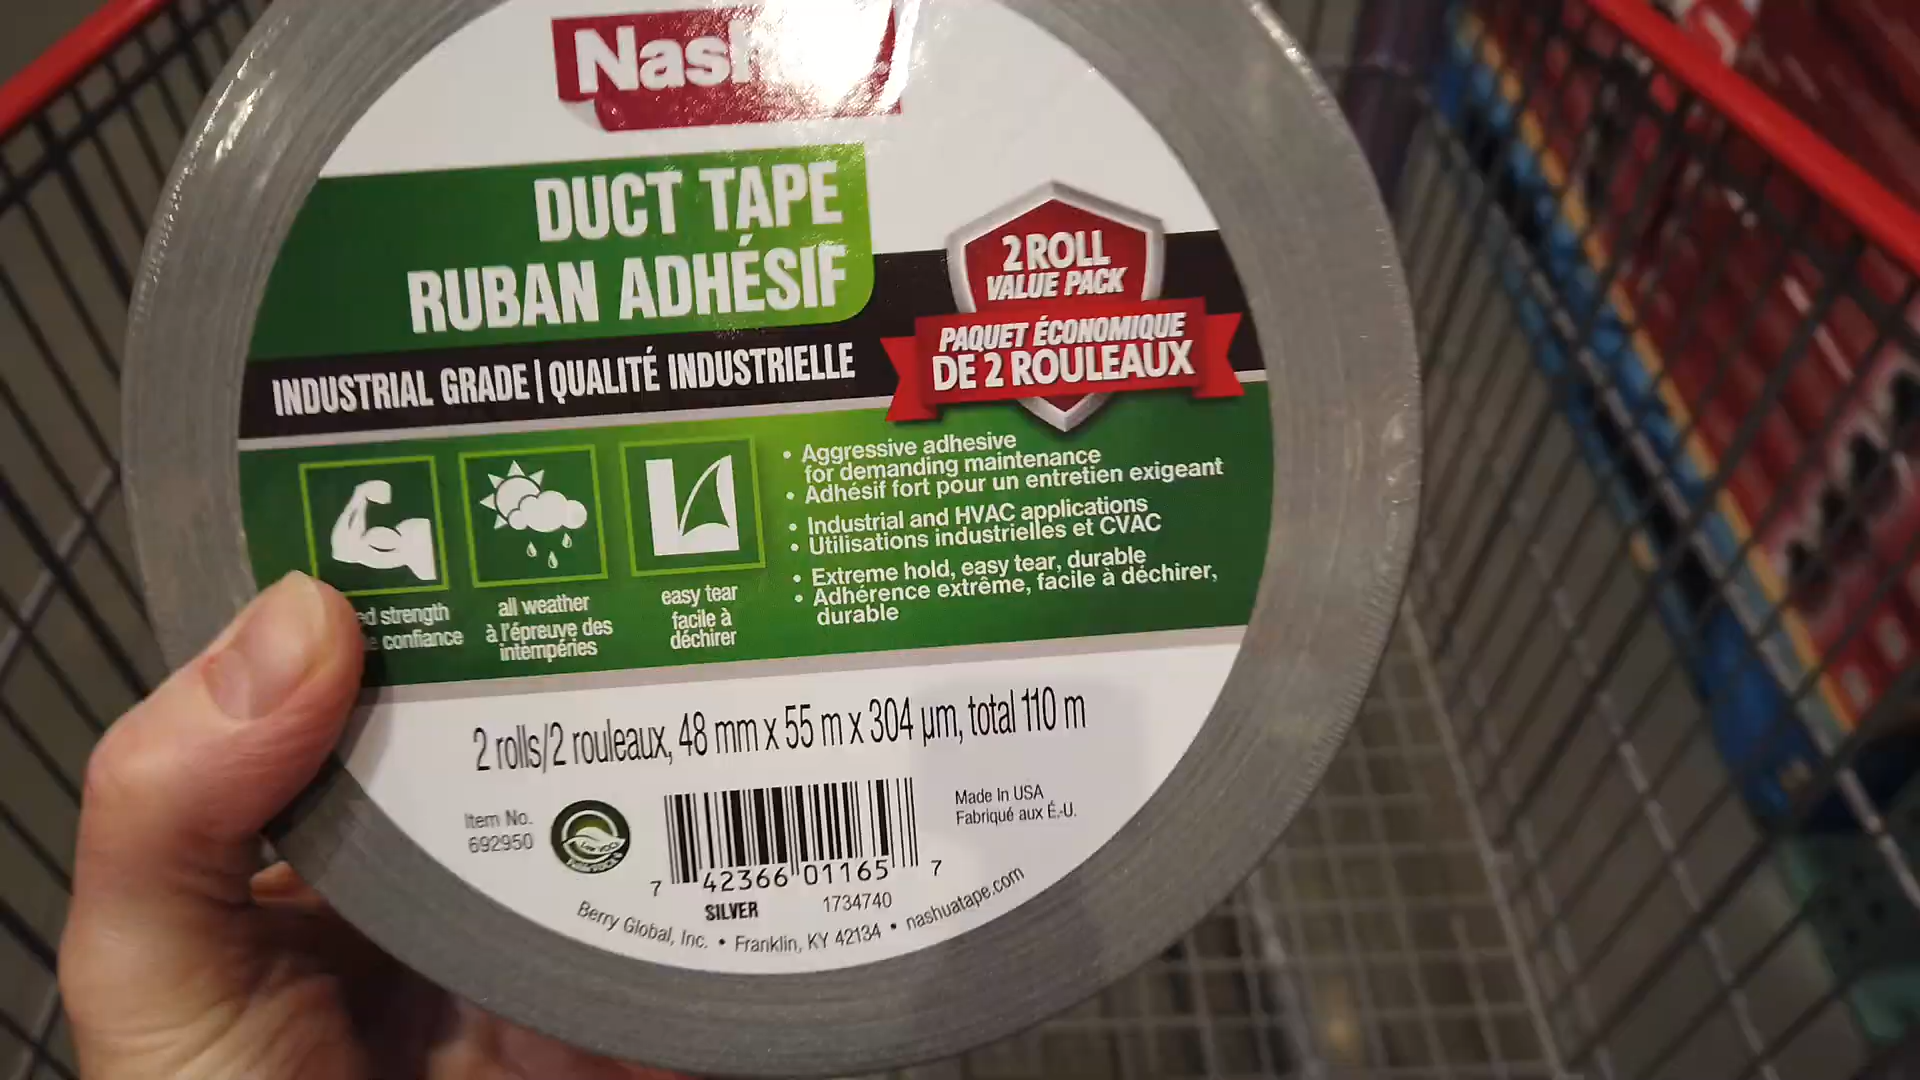 DUCT TAPE
RUBAN ADHÉSIF
INDUSTRIAL GRADE | QUALITÉ INDUSTRIELLE
2 ROLL
VALUE PACK
PAQUET ÉCONOMIQUE
DE 2 ROULEAUX
strength
confiance
all weather
à l'épreuve des
intempéries
easy tear
facile à
déchirer
• Aggressive adhesive
for demanding maintenance
• Adhésif fort pour un entretien exigeant
• Industrial and HVAC applications
• Utilisations industrielles et CVAC
• Extreme hold, easy tear, durable
• Adhérence extrême, facile à déchirer,
durable
2 rolls/2 rouleaux, 48 mm x 55 m x 304 µm, total 110 m
Item No.
692950
Low VOC
7 42366 01165 7
SILVER 1734740
Made In USA
Fabriqué aux É.-U.
Berry Global, Inc. • Franklin, KY 42134 • nashuatape.com